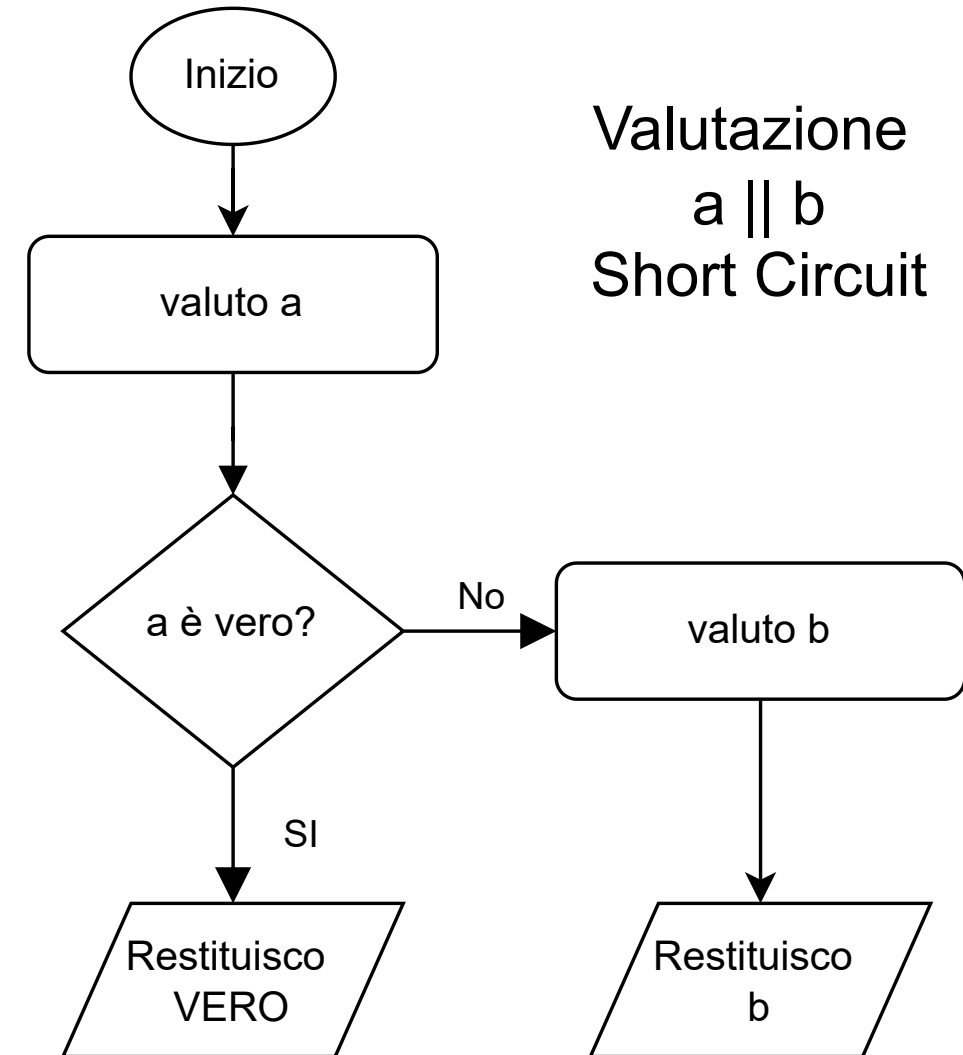 Inizio
Valutazione
a || b
Short Circuit
valuto a
a è vero?
No
valuto b
SI
Restituisco
VERO
Restituisco
b